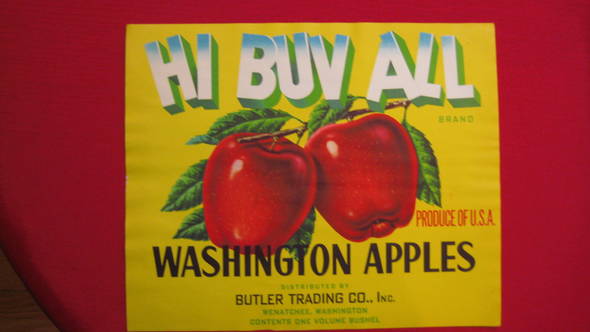 HI BUV ALL
BRAND
PRODUCE OF U.S.A.
WASHINGTON APPLES
DISTRIBUTED BY
BUTLER TRADING CO., INC.
WENATCHEE, WASHINGTON
CONTENTS ONE VOLUME BUSHEL